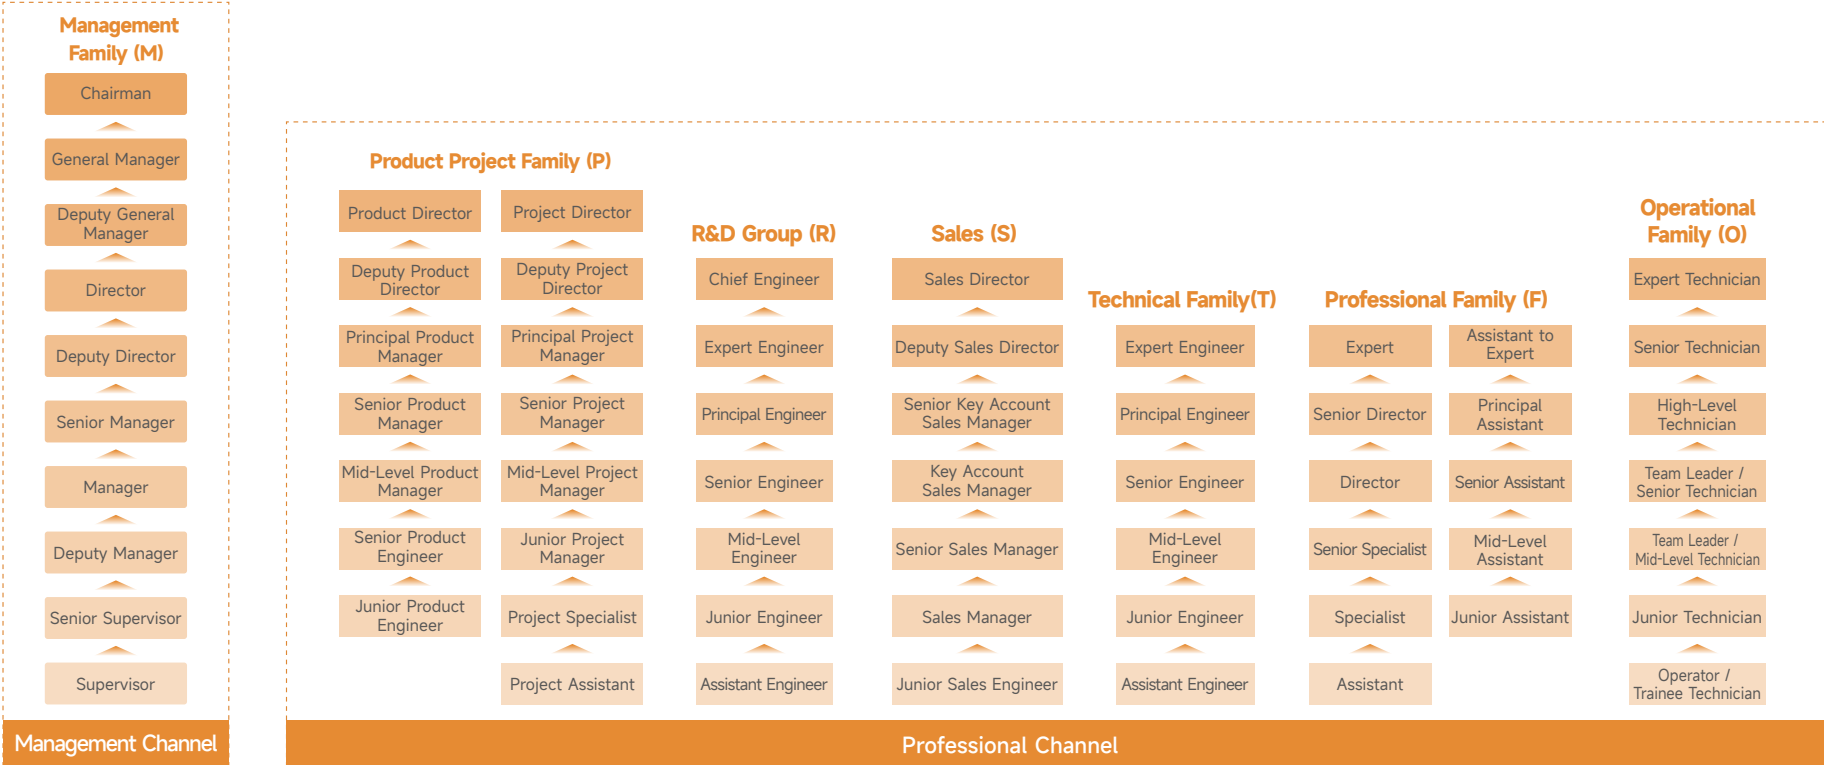 Management
Family (M)
Chairman
General Manager
Deputy General
Manager
Director
Deputy Director
Senior Manager
Manager
Deputy Manager
Senior Supervisor
Supervisor
Management Channel
Product Project Family (P)
Product Director
Deputy Product
Director
Principal Product
Manager
Senior Product
Manager
Mid-Level Product
Manager
Senior Product
Engineer
Junior Product
Engineer
Project Director
Deputy Project
Director
Principal Project
Manager
Senior Project
Manager
Mid-Level Project
Manager
Junior Project
Manager
Project Specialist
Project Assistant
R&D Group (R)
Chief Engineer
Expert Engineer
Principal Engineer
Senior Engineer
Mid-Level
Engineer
Junior Engineer
Assistant Engineer
Sales (S)
Sales Director
Deputy Sales Director
Senior Key Account
Sales Manager
Key Account
Sales Manager
Senior Sales Manager
Sales Manager
Junior Sales Engineer
Technical Family(T)
Expert Engineer
Principal Engineer
Senior Engineer
Mid-Level
Engineer
Junior Engineer
Assistant Engineer
Professional Family (F)
Expert
Senior Director
Director
Senior Specialist
Specialist
Assistant
Assistant to
Expert
Principal
Assistant
Senior Assistant
Mid-Level
Assistant
Junior Assistant
Operational
Family (O)
Expert Technician
Senior Technician
High-Level
Technician
Team Leader /
Senior Technician
Team Leader /
Mid-Level Technician
Junior Technician
Operator /
Trainee Technician
Professional Channel